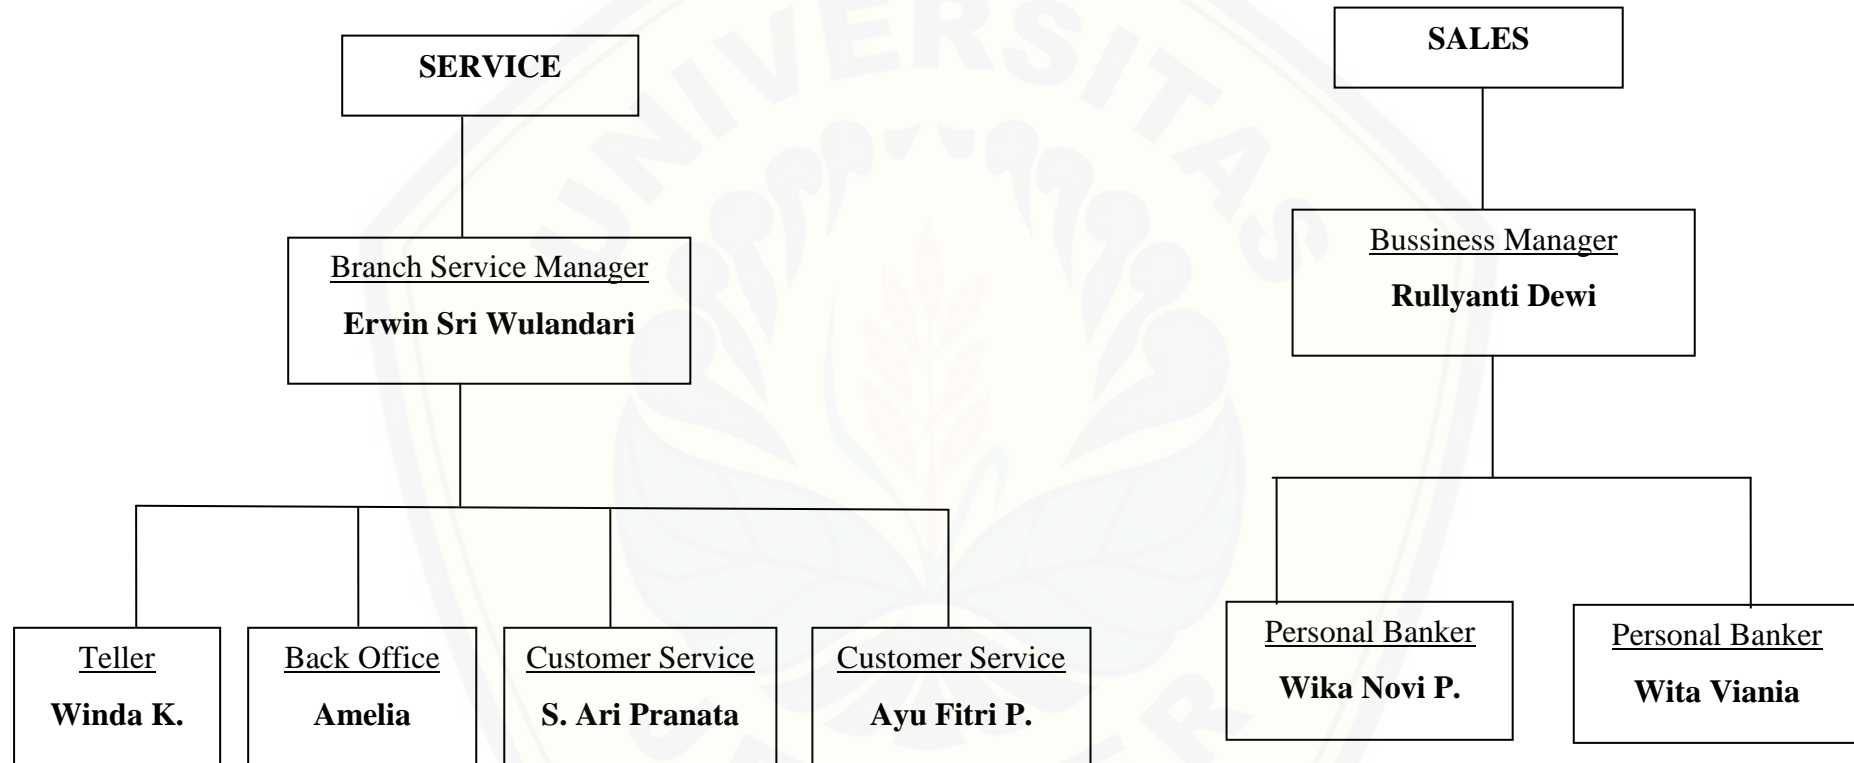 UNIVERSITAS
SERVICE
Branch Service Manager
Erwin Sri Wulandari
Teller
Winda K.
Back Office
Amelia
Customer Service
S. Ari Pranata
Customer Service
Ayu Fitri P.
SALES
Bussiness Manager
Rullyanti Dewi
Personal Banker
Wika Novi P.
Personal Banker
Wita Viania